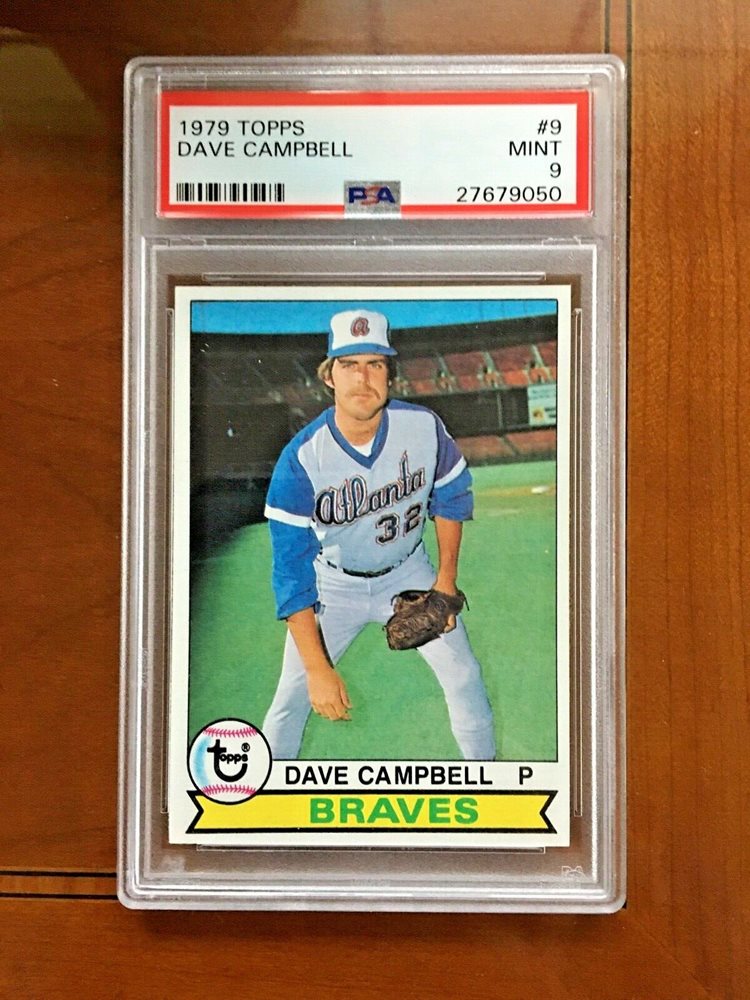 1979 TOPPS #9
DAVE CAMPBELL MINT
9
PSA 27679050
a
Atlanta
32
topps®
DAVE CAMPBELL P
BRAVES